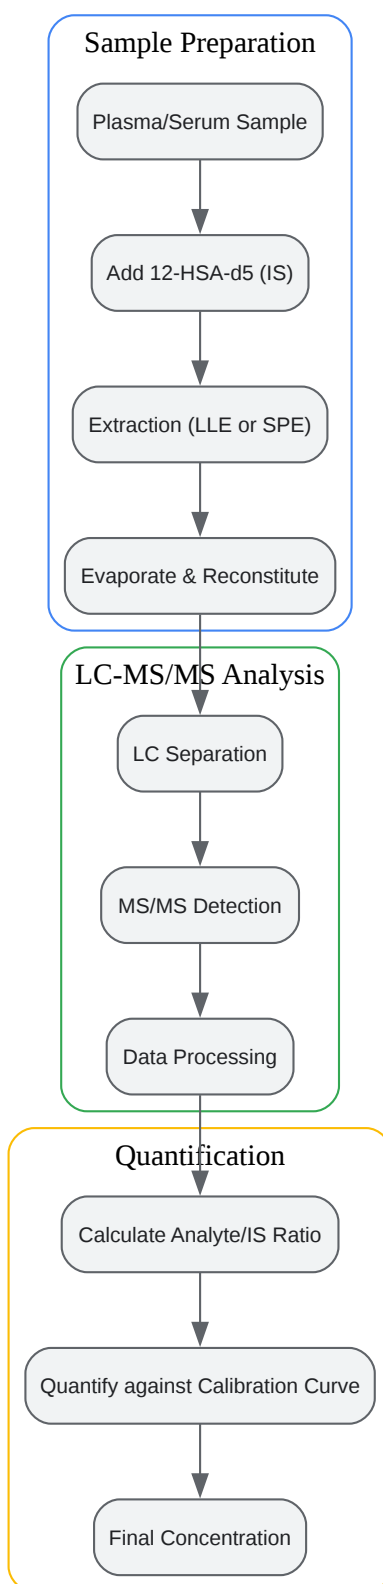 Sample Preparation
Plasma/Serum Sample
Add 12-HSA-d5 (IS)
Extraction (LLE or SPE)
Evaporate & Reconstitute
LC-MS/MS Analysis
LC Separation
MS/MS Detection
Data Processing
Quantification
Calculate Analyte/IS Ratio
Quantify against Calibration Curve
Final Concentration